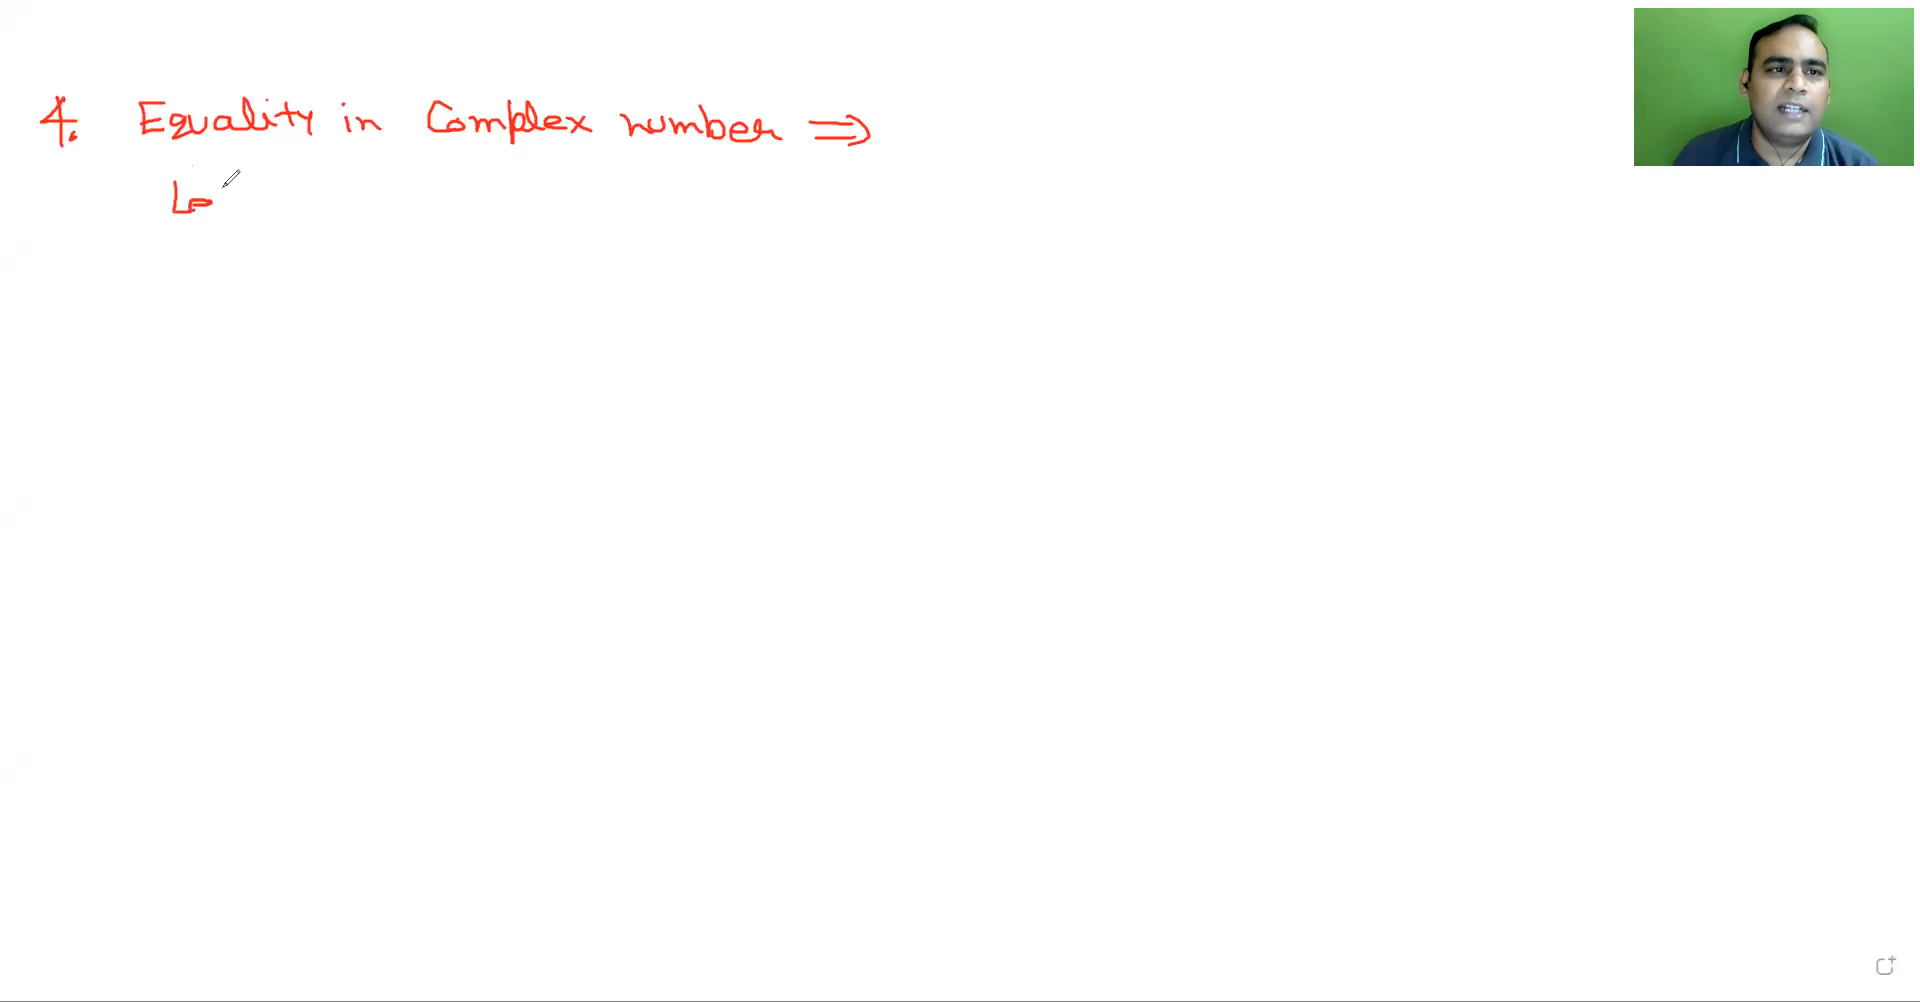 4. Equality in Complex number ⇒
Le